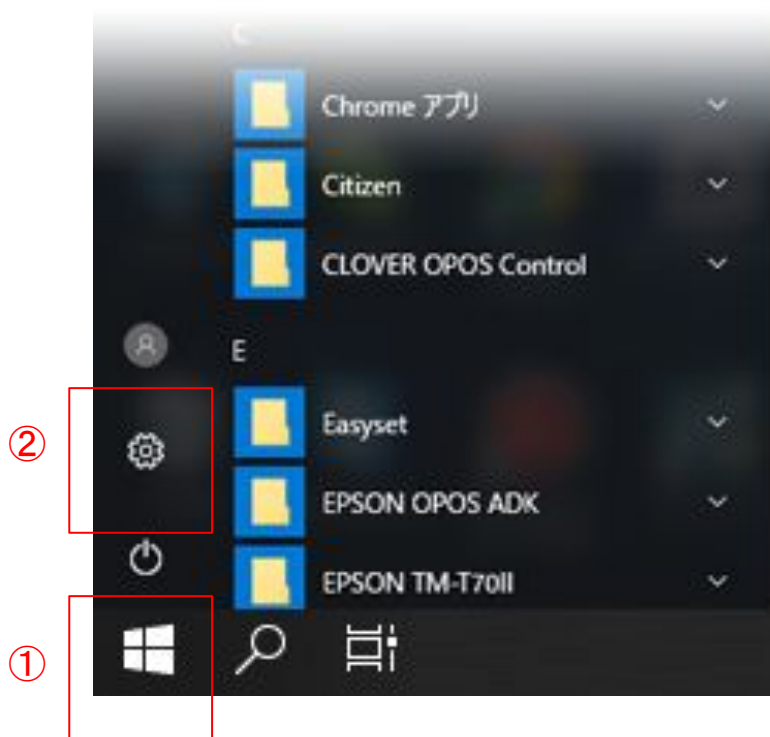 Chrome アプリ
Citizen
CLOVER OPOS Control
E
②
Easyset
EPSON OPOS ADK
EPSON TM-T70II
①